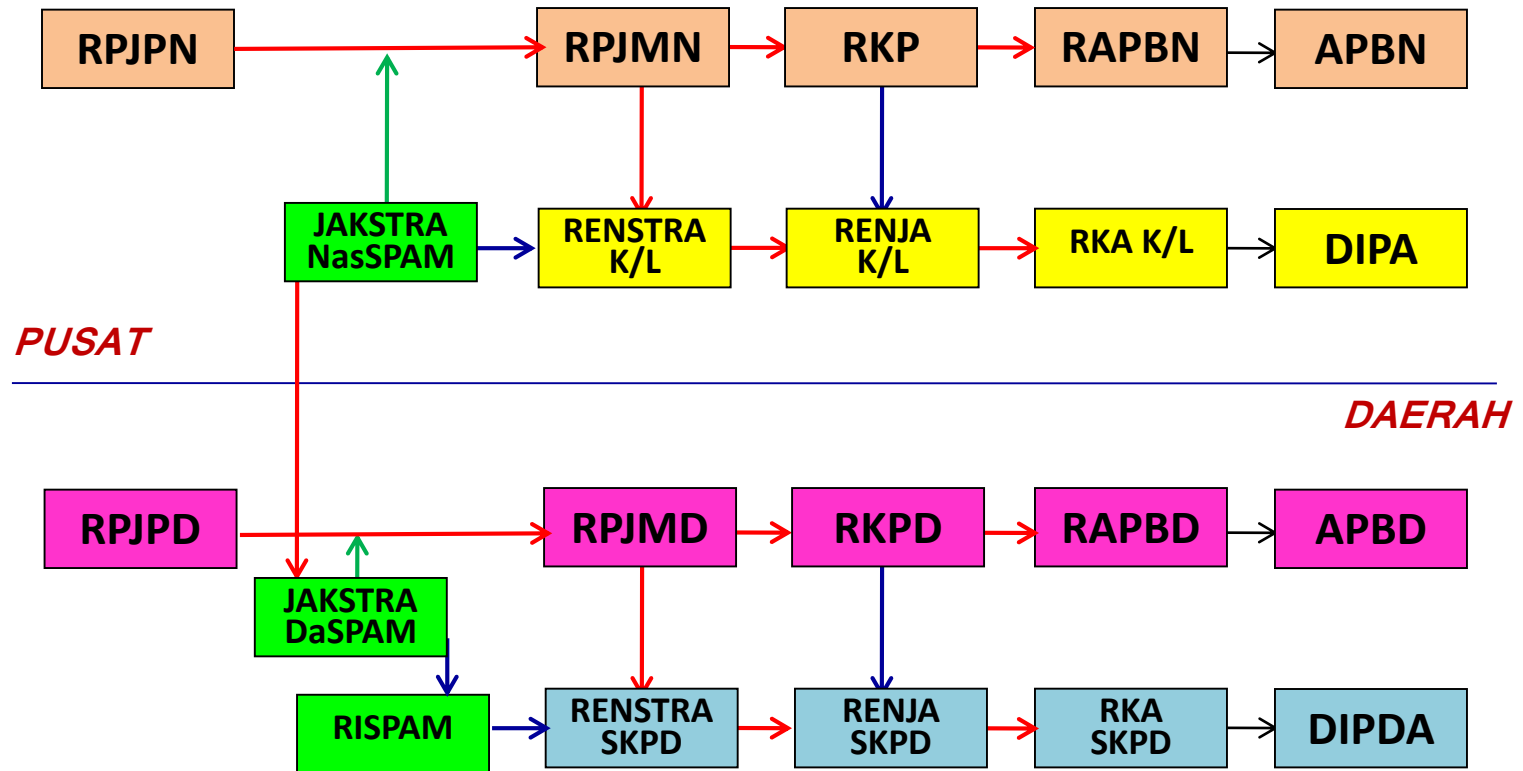 RPJPN
RPJMN
RKP
RAPBN
APBN
JAKSTRA
NasSPAM
RENSTRA
K/L
RENJA
K/L
RKA K/L
DIPA
PUSAT
DAERAH
RPJPD
RPJMD
RKPD
RAPBD
APBD
JAKSTRA
DaSPAM
RISPAM
RENSTRA
SKPD
RENJA
SKPD
RKA
SKPD
DIPDA